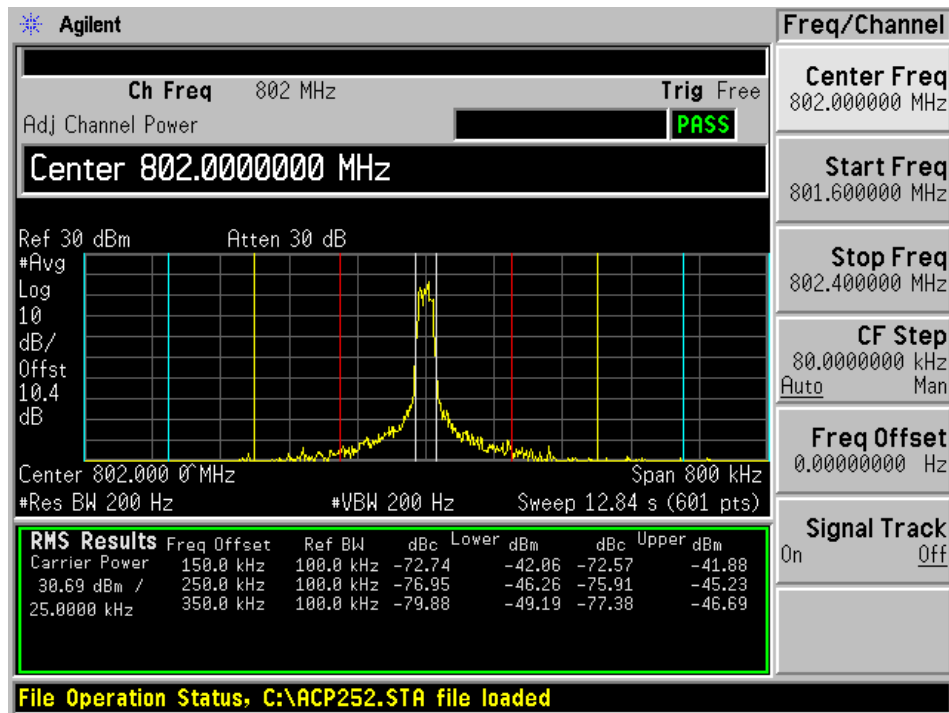 Agilent
Freq/Channel
Ch Freq 802 MHz Trig Free
Adj Channel Power PASS
Center 802.0000000 MHz
Ref 30 dBm Atten 30 dB
#Avg
Log
10
dB/
Offst
10.4
dB
Center 802.000 0^MHz Span 800 kHz
#Res BW 200 Hz #VBW 200 Hz Sweep 12.84 s (601 pts)
RMS Results Freq Offset Ref BW dBc Lower dBm dBc Upper dBm
Carrier Power 150.0 kHz 100.0 kHz -72.74 -42.06 -72.57 -41.88
30.69 dBm / 250.0 kHz 100.0 kHz -76.95 -46.26 -75.91 -45.23
25.0000 kHz 350.0 kHz 100.0 kHz -79.88 -49.19 -77.38 -46.69
Center Freq
802.000000 MHz
Start Freq
801.600000 MHz
Stop Freq
802.400000 MHz
CF Step
80.0000000 kHz
Auto Man
Freq Offset
0.00000000 Hz
Signal Track
On Off
File Operation Status, C:\ACP252.STA file loaded